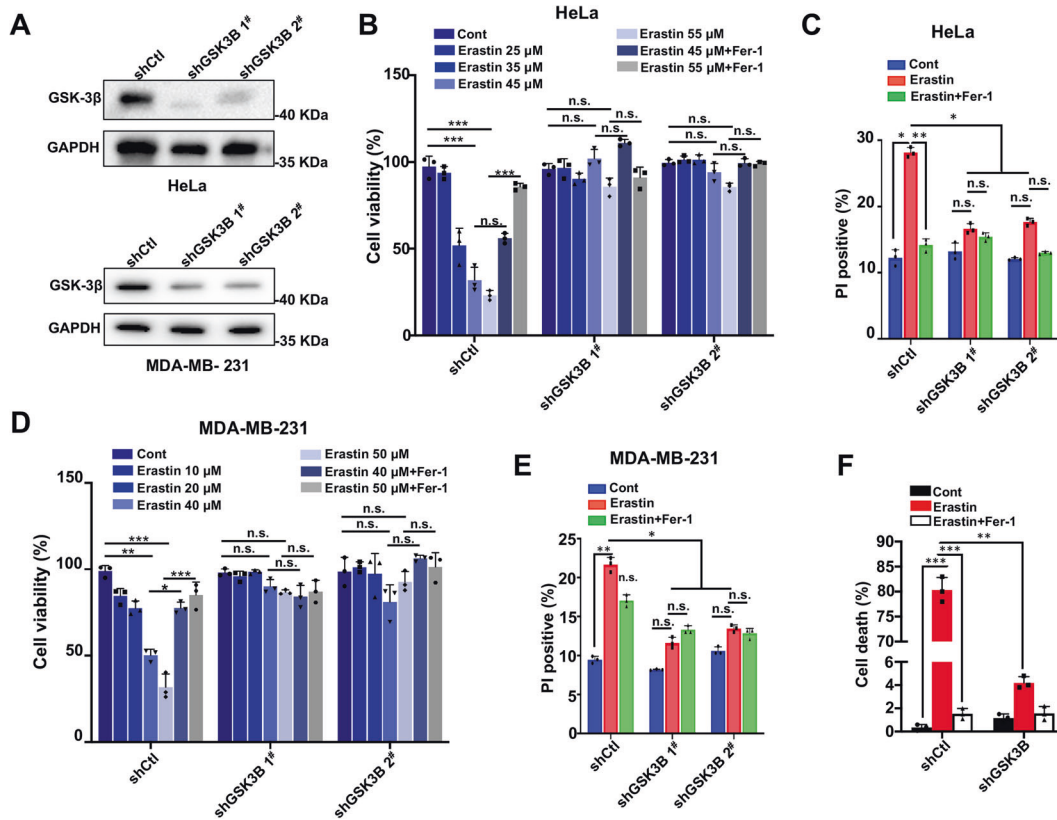 A
shCtl
shGSK3B 1#
shGSK3B 2#
GSK-3β
-40 KDa
GAPDH
-35 KDa
HeLa
shCtl
shGSK3B 1#
shGSK3B 2#
GSK-3β
-40 KDa
GAPDH
-35 KDa
MDA-MB- 231
B
HeLa
Cont
Erastin 25 μM
Erastin 35 μM
Erastin 45 μM
Erastin 55 μM
Erastin 45 μM+Fer-1
Erastin 55 μM+Fer-1
Cell viability (%)
150
100
50
0
***
***
***
n.s.
n.s.
n.s.
n.s.
n.s.
n.s.
n.s.
n.s.
n.s.
shCtl
shGSK3B 1#
shGSK3B 2#
C
HeLa
Cont
Erastin
Erastin+Fer-1
PI positive (%)
30
20
10
0
*
* **
n.s.
n.s.
n.s.
n.s.
shCtl
shGSK3B 1#
shGSK3B 2#
D
MDA-MB-231
Cont
Erastin 10 μM
Erastin 20 μM
Erastin 40 μM
Erastin 50 μM
Erastin 40 μM+Fer-1
Erastin 50 μM+Fer-1
Cell viability (%)
150
100
50
0
***
**
***
*
n.s.
n.s.
n.s.
n.s.
n.s.
n.s.
n.s.
n.s.
shCtl
shGSK3B 1#
shGSK3B 2#
E
MDA-MB-231
Cont
Erastin
Erastin+Fer-1
PI positive (%)
25
20
15
10
5
0
*
**
n.s.
n.s.
n.s.
n.s.
n.s.
shCtl
shGSK3B 1#
shGSK3B 2#
F
Cont
Erastin
Erastin+Fer-1
Cell death (%)
100
80
60
6
4
2
0
**
***
***
shCtl
shGSK3B